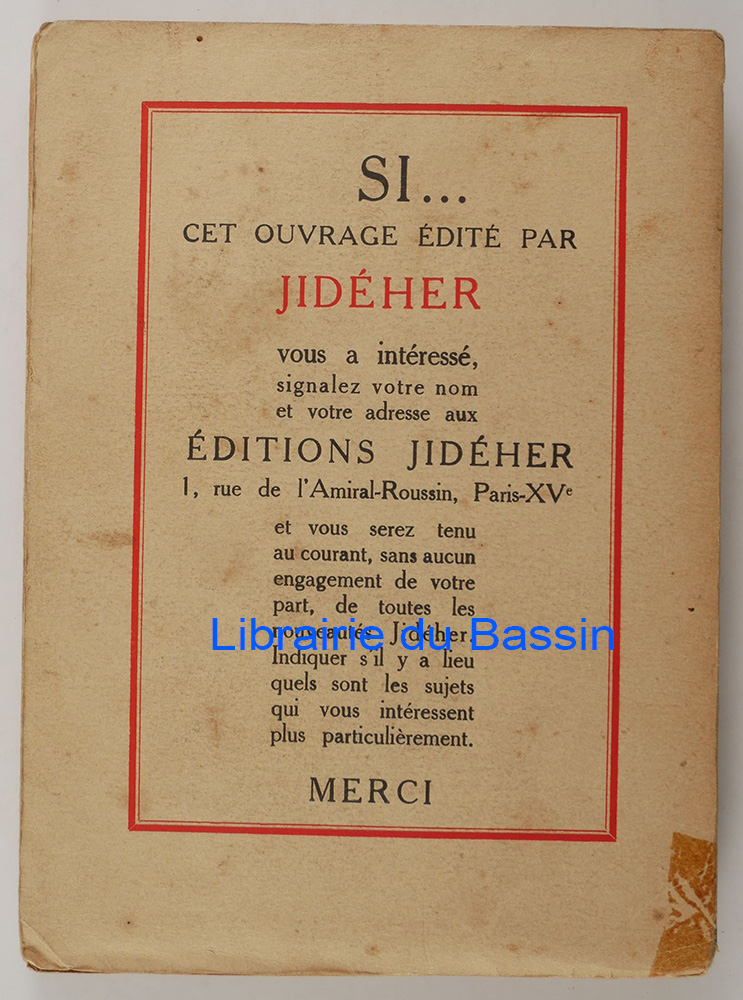 SI...
CET OUVRAGE ÉDITÉ PAR
JIDÉHER
vous a intéressé,
signalez votre nom
et votre adresse aux
ÉDITIONS JIDÉHER
1, rue de l'Amiral-Roussin, Paris-XVe
et vous serez tenu
au courant, sans aucun
engagement de votre
part, de toutes les
nouveautés Jidéher.
Librairie du Bassin
Indiquer s'il y a lieu
quels sont les sujets
qui vous intéressent
plus particulièrement.
MERCI